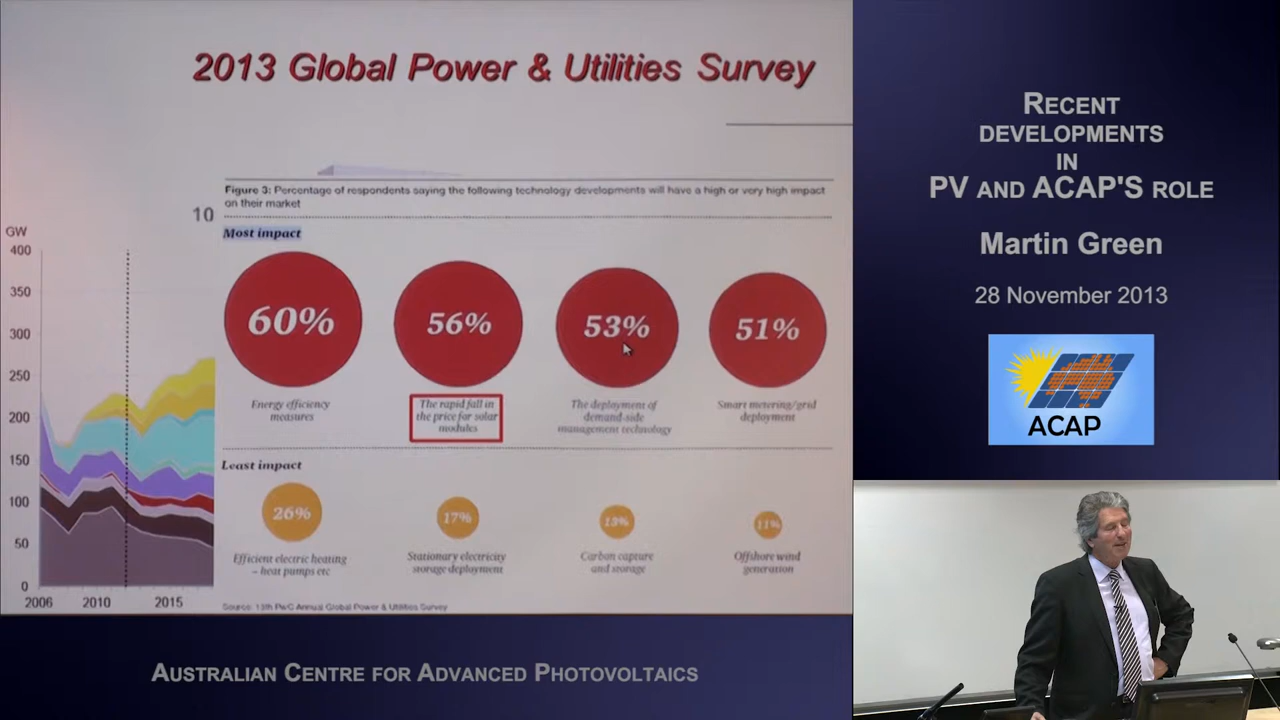 2013 Global Power & Utilities Survey
Figure 3: Percentage of respondents saying the following technology developments will have a high or very high impact
on their market
10
GW
400
350
300
250
200
150
100
50
0
2006
2010
2015
Most impact
60%
56%
53%
51%
Energy efficiency
measures
The rapid fall in
the price for solar
modules
The deployment of
demand-side
management technology
Smart metering/grid
deployment
Least impact
26%
17%
13%
11%
Efficient electric heating
– heat pumps etc
Stationary electricity
storage deployment
Carbon capture
and storage
Offshore wind
generation
Source: 13th PwC Annual Global Power & Utilities Survey
AUSTRALIAN CENTRE FOR ADVANCED PHOTOVOLTAICS
RECENT
DEVELOPMENTS
IN
PV AND ACAP'S ROLE
Martin Green
28 November 2013
ACAP